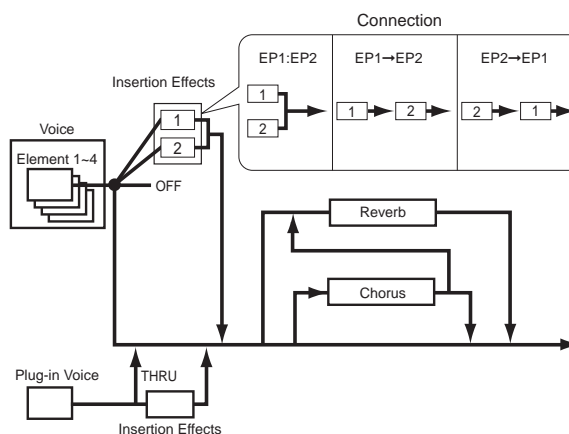 Connection
EP1:EP2
EP1→EP2
EP2→EP1
Insertion Effects
1
2
1
2
1
2
2
1
Voice
Element 1~4
OFF
Reverb
Chorus
Plug-in Voice
THRU
Insertion Effects